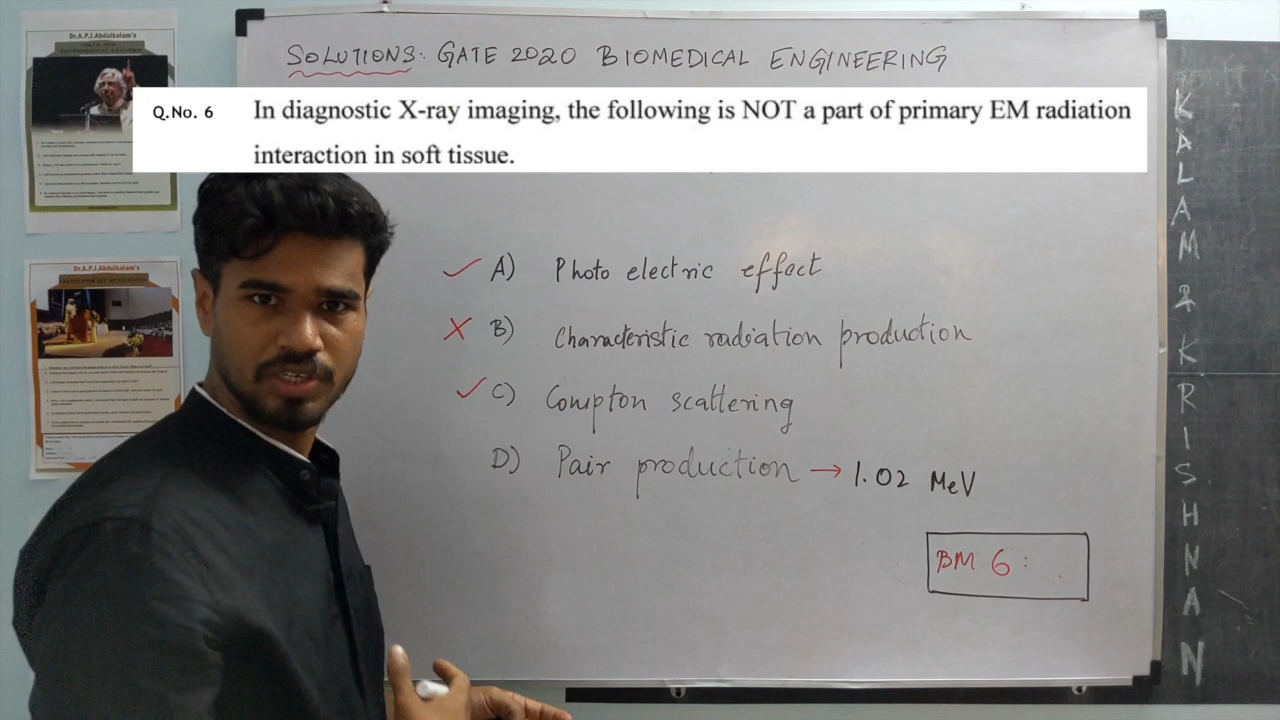 Dr.A.P.J.Abdulkalam's
SOLUTIONS: GATE 2020 BIOMEDICAL ENGINEERING
Q.No. 6 In diagnostic X-ray imaging, the following is NOT a part of primary EM radiation
interaction in soft tissue.
✓ A) Photo electric effect
X B) Characteristic radiation production
Dr.A.P.J.Abdulkalam's
✓ C) Compton scattering
D) Pair production → 1.02 MeV
BM 6:
KALAM & KRISHNAN